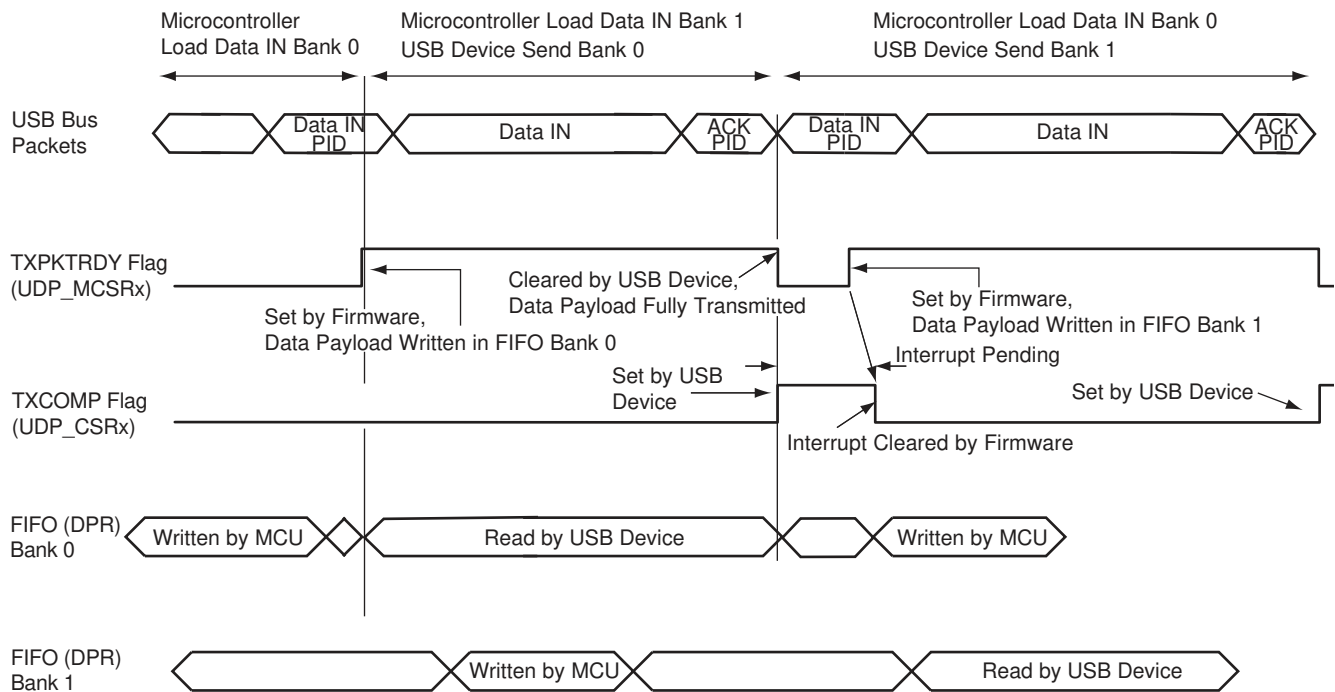 Microcontroller
Load Data IN Bank 0
Microcontroller Load Data IN Bank 1
USB Device Send Bank 0
Microcontroller Load Data IN Bank 0
USB Device Send Bank 1
USB Bus
Packets
Data IN
PID
Data IN
ACK
PID
Data IN
PID
Data IN
ACK
PID
TXPKTRDY Flag
(UDP_MCSRx)
Set by Firmware,
Data Payload Written in FIFO Bank 0
Cleared by USB Device,
Data Payload Fully Transmitted
Set by Firmware,
Data Payload Written in FIFO Bank 1
Interrupt Pending
TXCOMP Flag
(UDP_CSRx)
Set by USB
Device
Set by USB Device
Interrupt Cleared by Firmware
FIFO (DPR)
Bank 0
Written by MCU
Read by USB Device
Written by MCU
FIFO (DPR)
Bank 1
Written by MCU
Read by USB Device